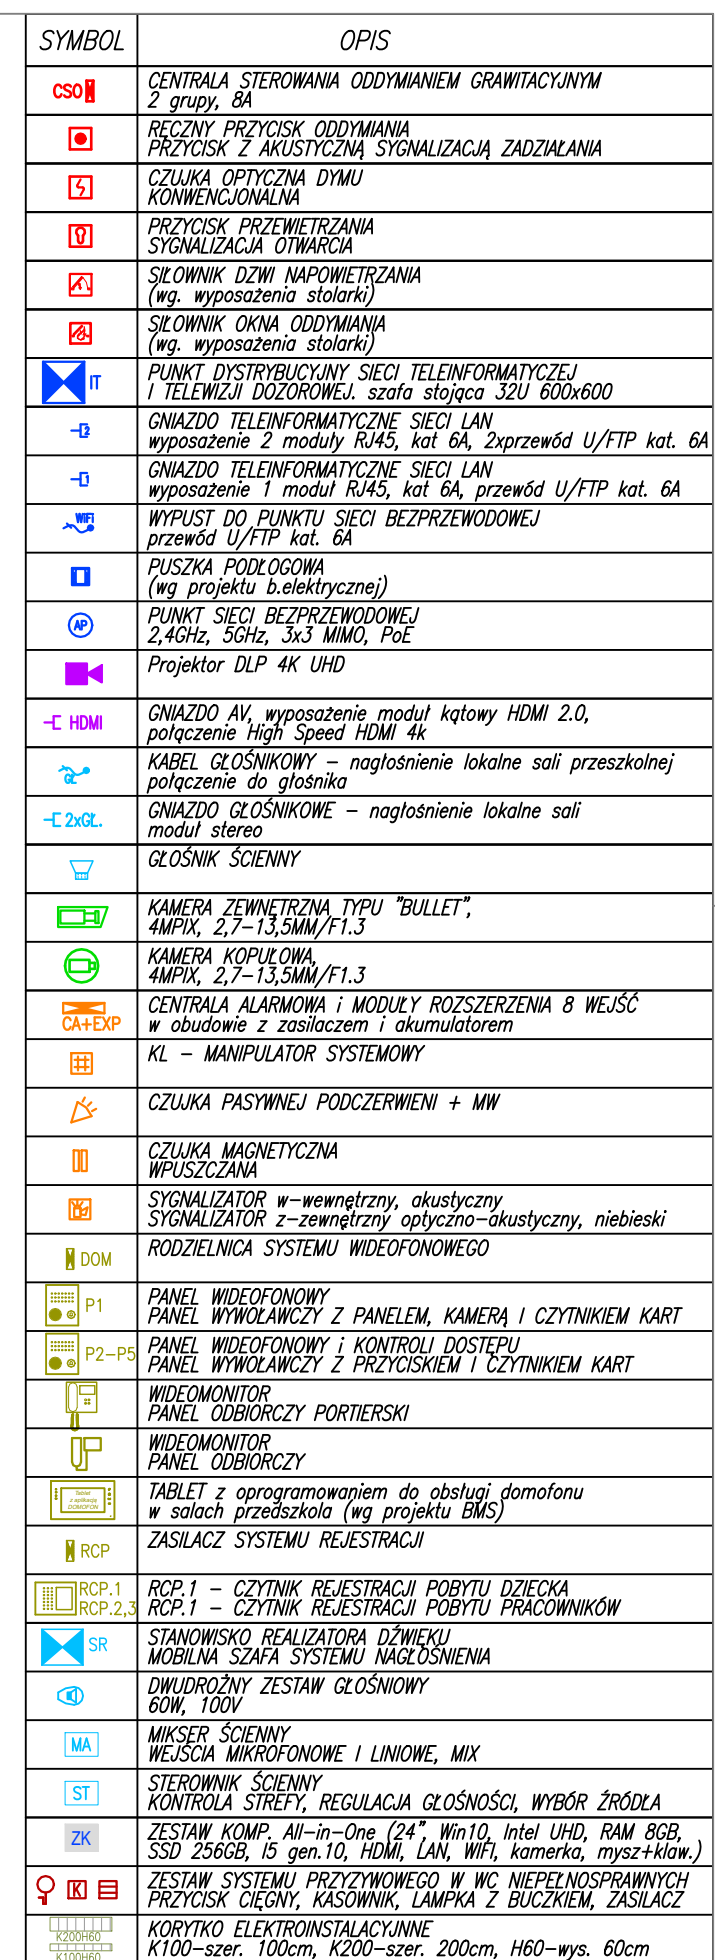 SYMBOL OPIS
CSO CENTRALA STEROWANIA ODDYMIANIEM GRAWITACYJNYM
2 grupy, 8A
RĘCZNY PRZYCISK ODDYMIANIA
PRZYCISK Z AKUSTYCZNĄ SYGNALIZACJĄ ZADZIAŁANIA
CZUJKA OPTYCZNA DYMU
KONWENCJONALNA
PRZYCISK PRZEWIETRZANIA
SYGNALIZACJA OTWARCIA
SIŁOWNIK DZWI NAPOWIETRZANIA
(wg. wyposażenia stolarki)
SIŁOWNIK OKNA ODDYMIANIA
(wg. wyposażenia stolarki)
IT PUNKT DYSTRYBUCYJNY SIECI TELEINFORMATYCZEJ
I TELEWIZJI DOZOROWEJ. szafa stojąca 32U 600x600
2 GNIAZDO TELEINFORMATYCZNE SIECI LAN
wyposażenie 2 moduły RJ45, kat 6A, 2xprzewód U/FTP kat. 6A
1 GNIAZDO TELEINFORMATYCZNE SIECI LAN
wyposażenie 1 moduł RJ45, kat 6A, przewód U/FTP kat. 6A
WIFI WYPUST DO PUNKTU SIECI BEZPRZEWODOWEJ
przewód U/FTP kat. 6A
PUSZKA PODŁOGOWA
(wg projektu b.elektrycznej)
AP PUNKT SIECI BEZPRZEWODOWEJ
2,4GHz, 5GHz, 3x3 MIMO, PoE
Projektor DLP 4K UHD
HDMI GNIAZDO AV, wyposażenie moduł kątowy HDMI 2.0,
połączenie High Speed HDMI 4k
GŁ KABEL GŁOŚNIKOWY – nagłośnienie lokalne sali przeszkolnej
połączenie do głośnika
2xGŁ. GNIAZDO GŁOŚNIKOWE – nagłośnienie lokalne sali
moduł stereo
GŁOŚNIK ŚCIENNY
KAMERA ZEWNĘTRZNA TYPU "BULLET",
4MPIX, 2,7–13,5MM/F1.3
KAMERA KOPUŁOWA,
4MPIX, 2,7–13,5MM/F1.3
CA+EXP CENTRALA ALARMOWA i MODUŁY ROZSZERZENIA 8 WEJŚĆ
w obudowie z zasilaczem i akumulatorem
KL – MANIPULATOR SYSTEMOWY
CZUJKA PASYWNEJ PODCZERWIENI + MW
CZUJKA MAGNETYCZNA
WPUSZCZANA
SYGNALIZATOR w–wewnętrzny, akustyczny
SYGNALIZATOR z–zewnętrzny optyczno–akustyczny, niebieski
DOM RODZIELNICA SYSTEMU WIDEOFONOWEGO
P1 PANEL WIDEOFONOWY
PANEL WYWOŁAWCZY Z PANELEM, KAMERĄ I CZYTNIKIEM KART
P2–P5 PANEL WIDEOFONOWY i KONTROLI DOSTĘPU
PANEL WYWOŁAWCZY Z PRZYCISKIEM I CZYTNIKIEM KART
WIDEOMONITOR
PANEL ODBIORCZY PORTIERSKI
WIDEOMONITOR
PANEL ODBIORCZY
Tablet
z aplikacją
DOMOFON
TABLET z oprogramowaniem do obsługi domofonu
w salach przedszkola (wg projektu BMS)
RCP ZASILACZ SYSTEMU REJESTRACJI
RCP.1 RCP.1 – CZYTNIK REJESTRACJI POBYTU DZIECKA
RCP.2,3 RCP.1 – CZYTNIK REJESTRACJI POBYTU PRACOWNIKÓW
SR STANOWISKO REALIZATORA DŹWIĘKU
MOBILNA SZAFA SYSTEMU NAGŁOŚNIENIA
DWUDROŻNY ZESTAW GŁOŚNIOWY
60W, 100V
MA MIKSER ŚCIENNY
WEJŚCIA MIKROFONOWE I LINIOWE, MIX
ST STEROWNIK ŚCIENNY
KONTROLA STREFY, REGULACJA GŁOŚNOŚCI, WYBÓR ŹRÓDŁA
ZK ZESTAW KOMP. All–in–One (24", Win10, Intel UHD, RAM 8GB,
SSD 256GB, I5 gen.10, HDMI, LAN, WIFI, kamerka, mysz+klaw.)
K ZESTAW SYSTEMU PRZYZYWOWEGO W WC NIEPEŁNOSPRAWNYCH
PRZYCISK CIĘGNY, KASOWNIK, LAMPKA Z BUCZKIEM, ZASILACZ
K200H60 KORYTKO ELEKTROINSTALACYJNNE
K100H60 K100–szer. 100cm, K200–szer. 200cm, H60–wys. 60cm